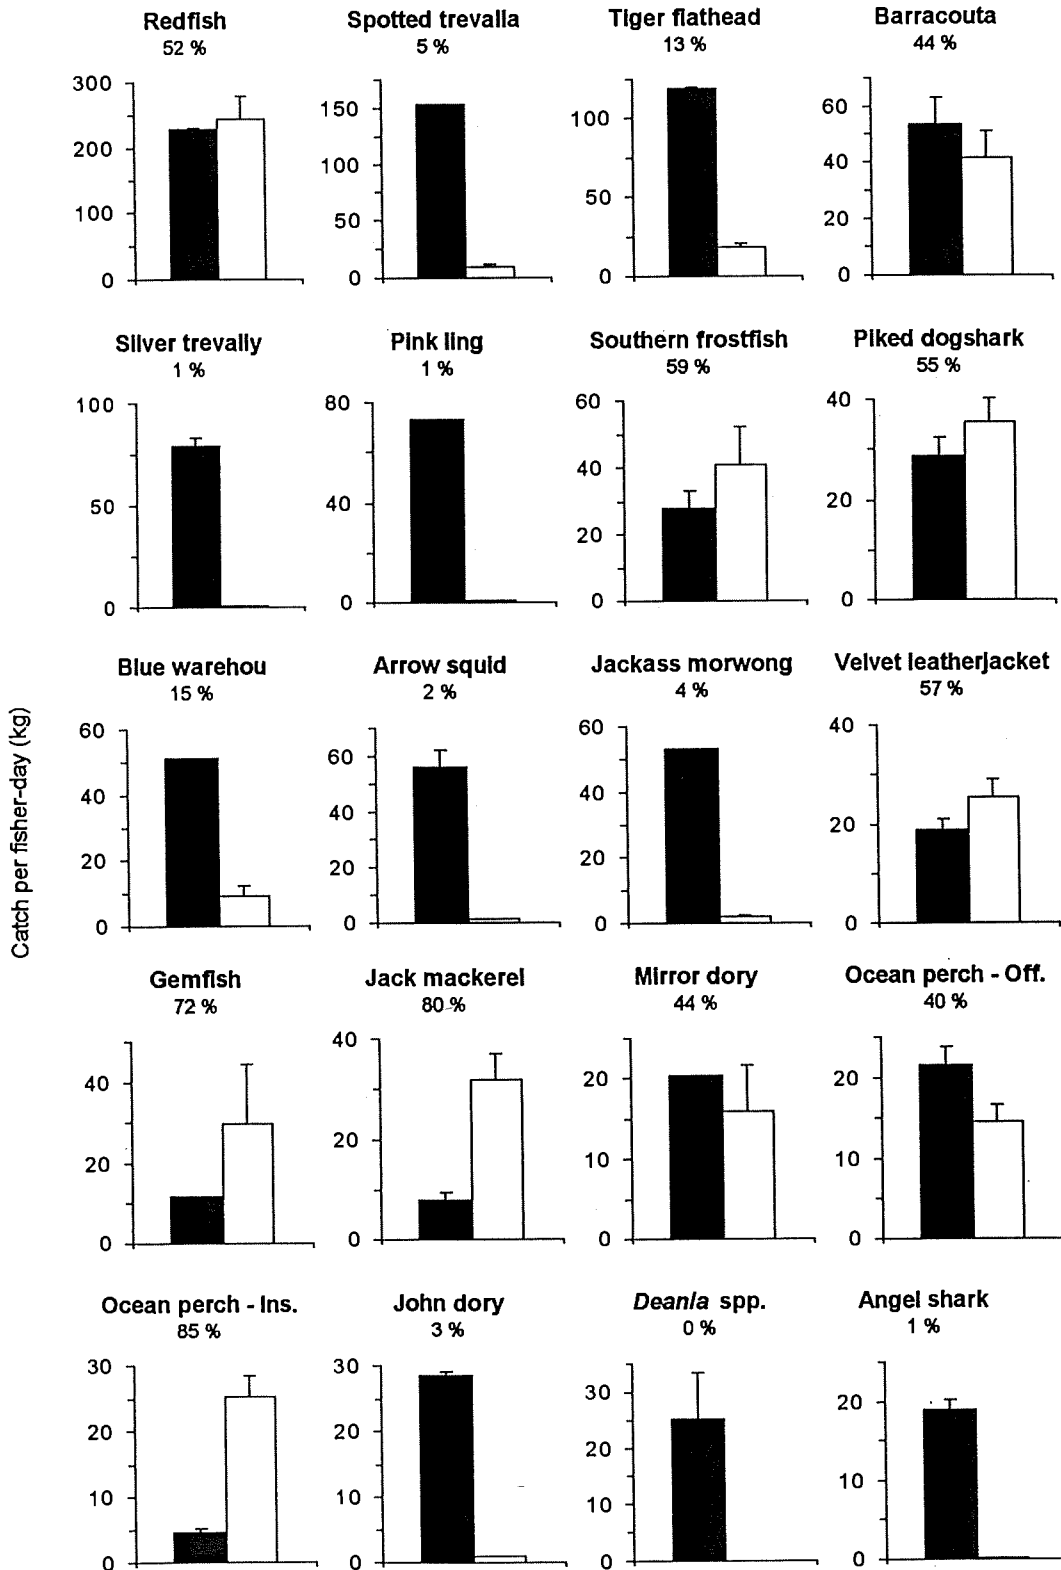 Redfish Spotted trevalla Tiger flathead Barracouta
52 % 5 % 13 % 44 %
300 150 100 60
200 100 50 40
100 50 0 20
0 0 0
Silver trevally Pink ling Southern frostfish Piked dogshark
1 % 1 % 59 % 55 %
100 80 60 40
50 40 40 20
0 0 20 0
0
Blue warehou Arrow squid Jackass morwong Velvet leatherjacket
15 % 2 % 4 % 57 %
60 60 60 40
40 40 40 20
20 20 20 0
0 0 0
Catch per fisher-day (kg)
Gemfish Jack mackerel Mirror dory Ocean perch - Off.
72 % 80 % 44 % 40 %
40 40 20 20
20 20 10 10
0 0 0 0
Ocean perch - Ins. John dory Deania spp. Angel shark
85 % 3 % 0 % 1 %
30 30 30 20
20 20 20 10
10 10 10 0
0 0 0